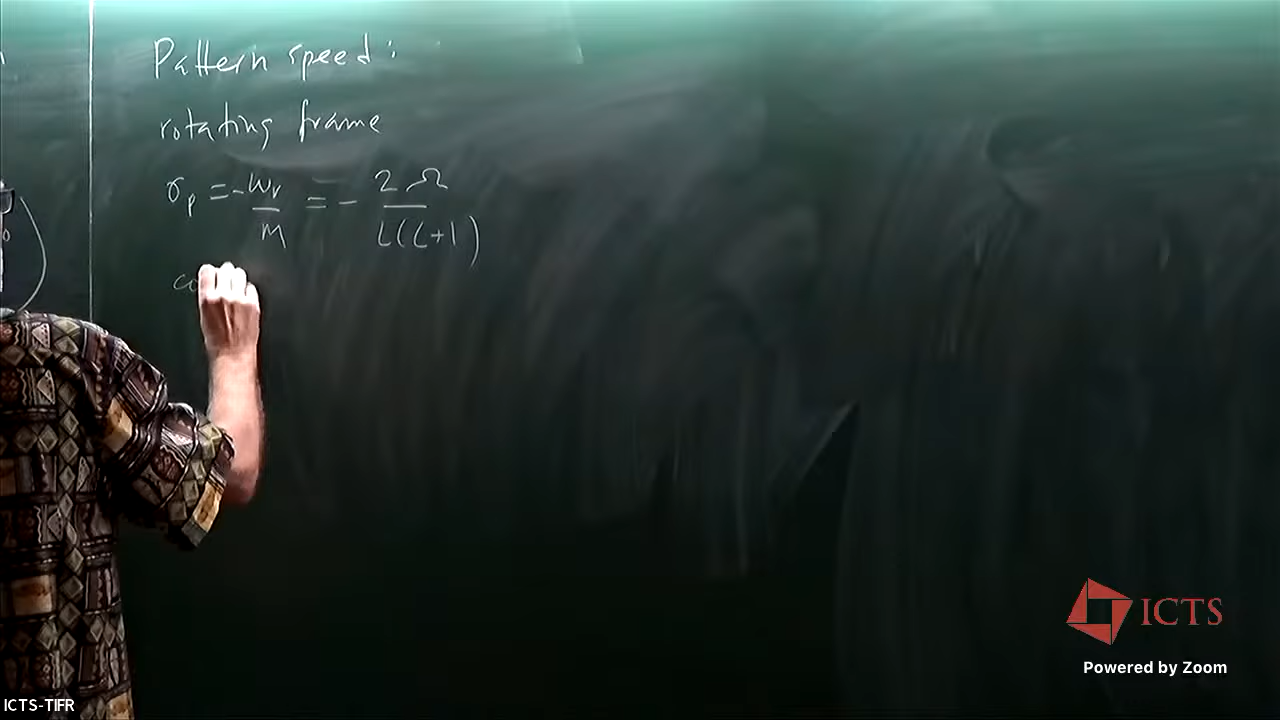 Pattern speed:
rotating frame
σp = -ωr/m = - 2Ω/l(l+1)
ICTS
Powered by Zoom
ICTS-TIFR